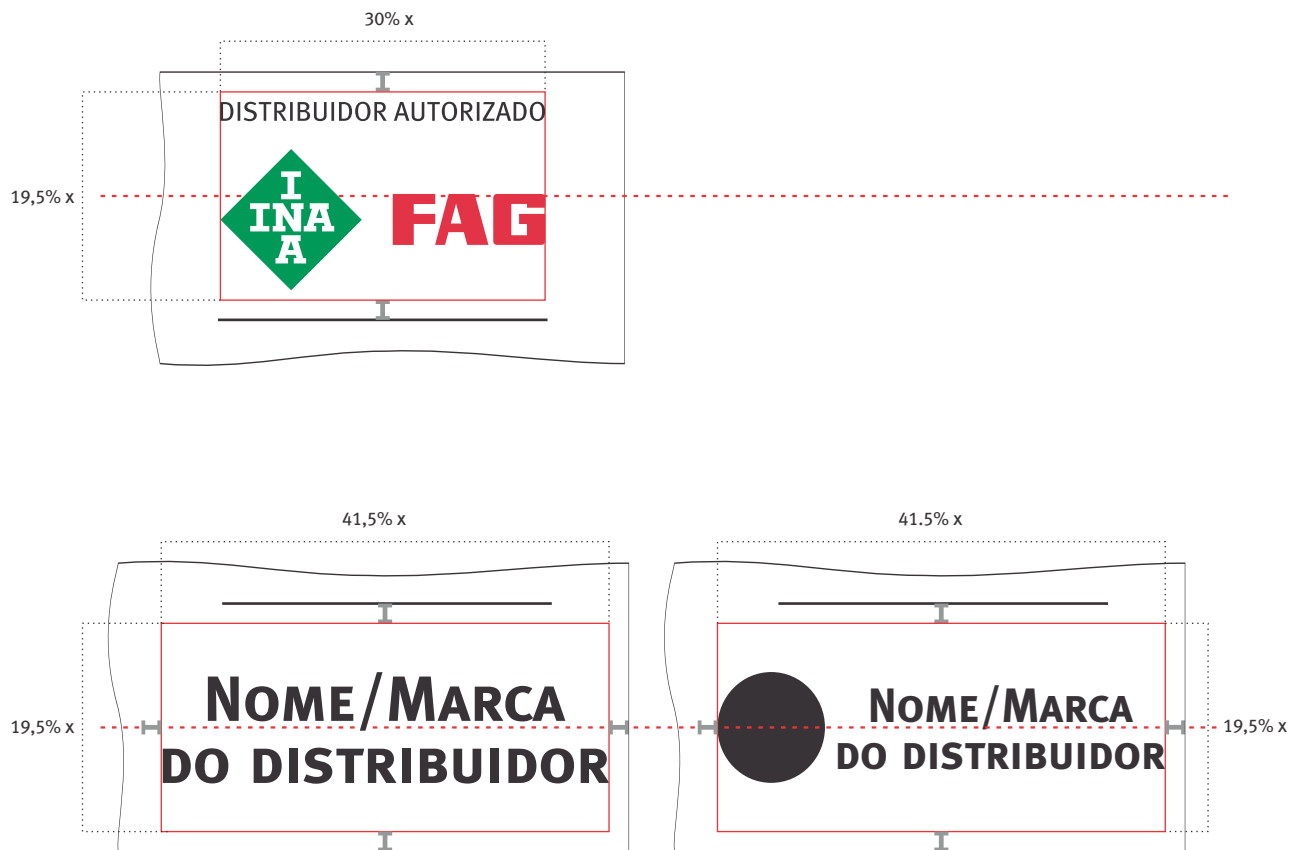 30% x
DISTRIBUIDOR AUTORIZADO
19,5% x
I
INA
A
FAG
41,5% x
41.5% x
NOME/MARCA
DO DISTRIBUIDOR
19,5% x
NOME/MARCA
DO DISTRIBUIDOR
19,5% x